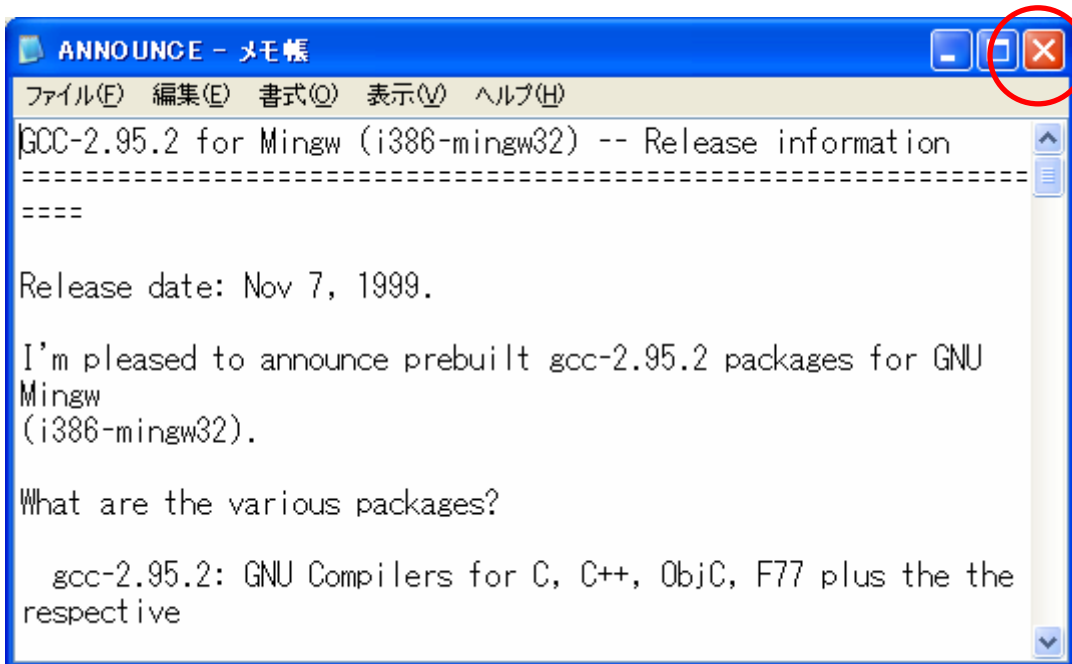 ANNOUNCE - メモ帳
ファイル(F) 編集(E) 書式(O) 表示(V) ヘルプ(H)
GCC-2.95.2 for Mingw (i386-mingw32) -- Release information
================================================================
====
Release date: Nov 7, 1999.
I'm pleased to announce prebuilt gcc-2.95.2 packages for GNU
Mingw
(i386-mingw32).
What are the various packages?
gcc-2.95.2: GNU Compilers for C, C++, ObjC, F77 plus the the
respective